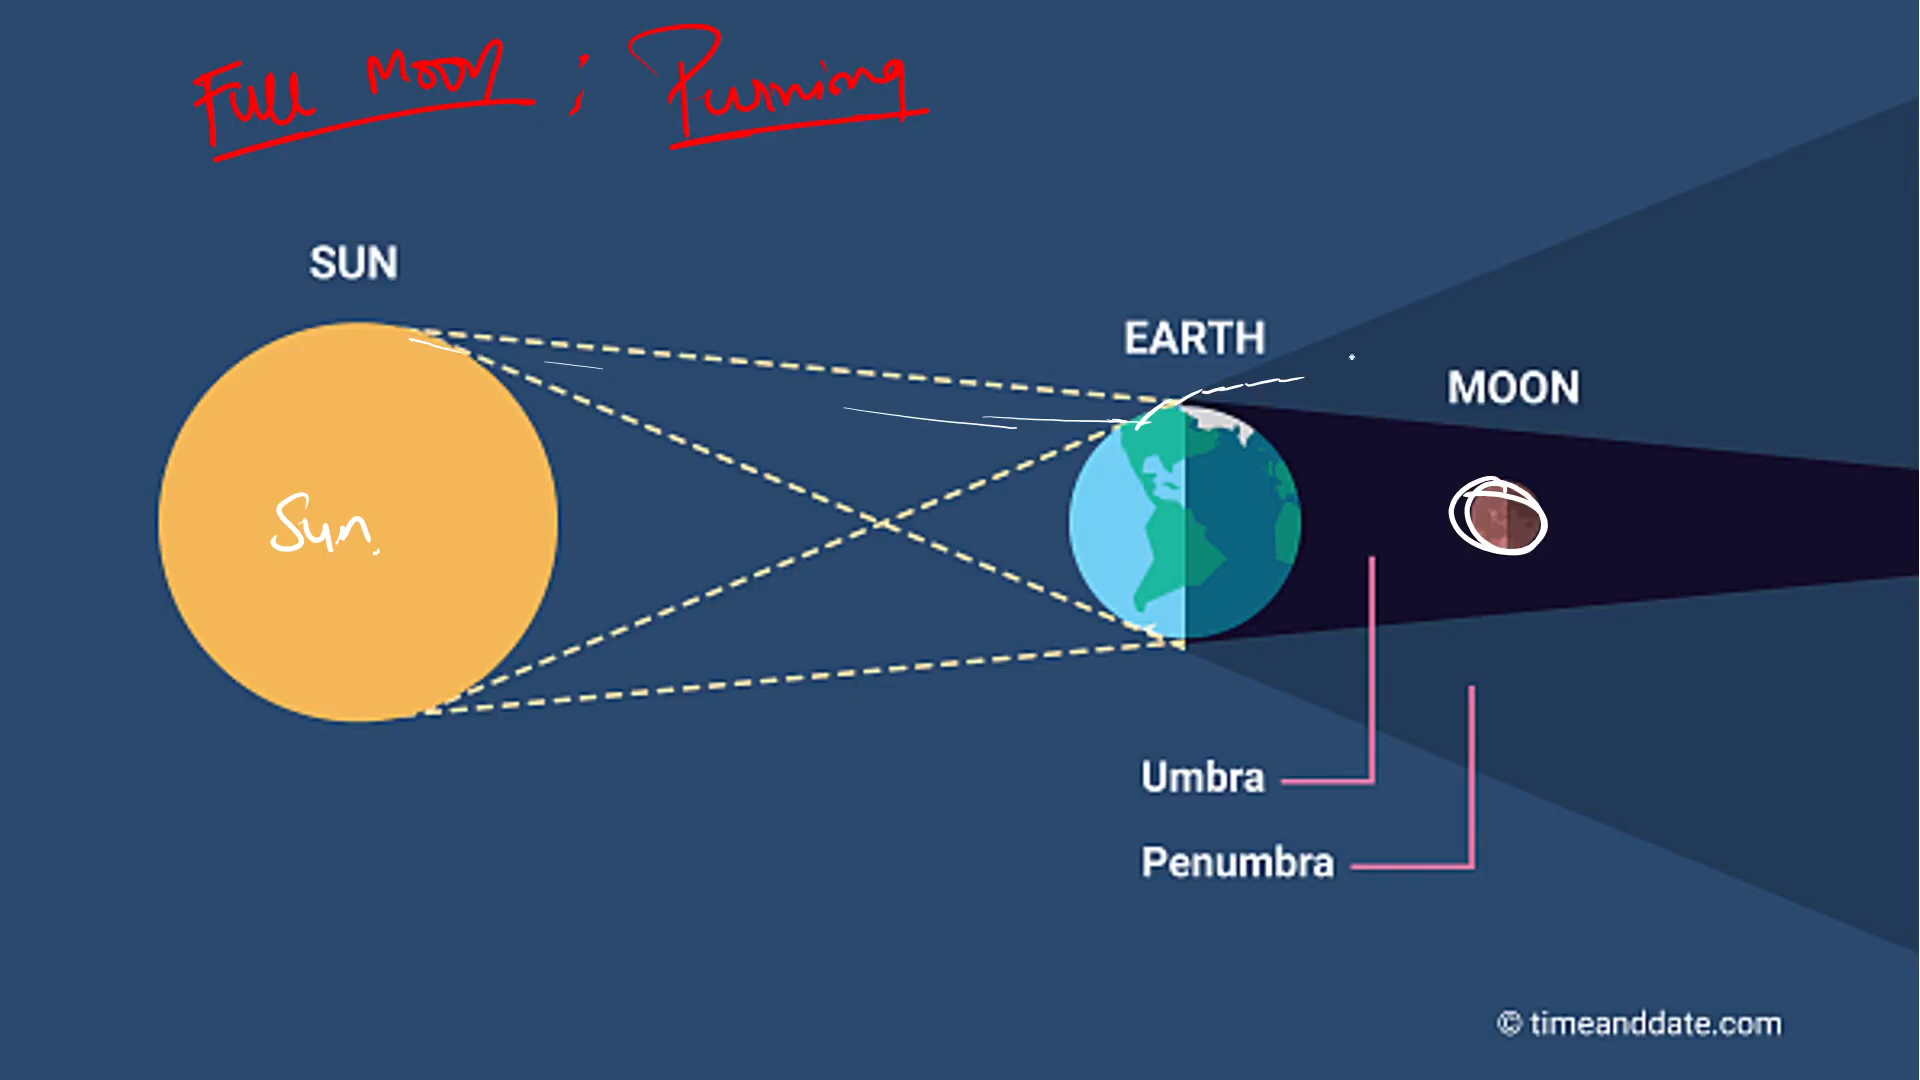 Full Moon ; Purnima
SUN
EARTH
MOON
Sun
Umbra
Penumbra
© timeanddate.com